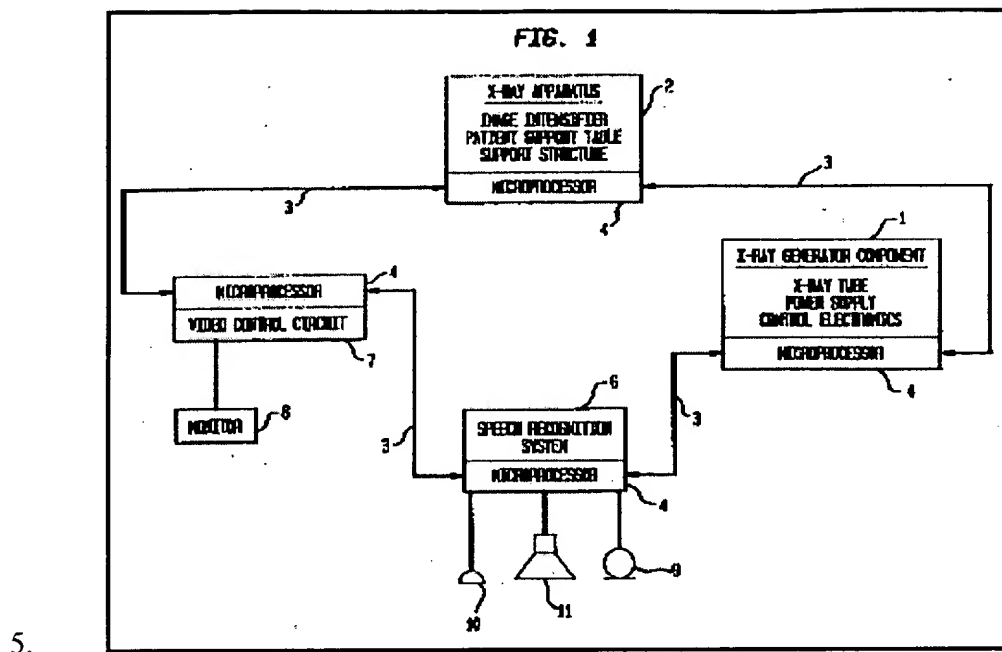 FIG. 1
X-RAY APPARATUS
2
IMAGE INTENSIFIER
PATIENT SUPPORT TABLE
SUPPORT STRUCTURE
MICROPROCESSOR
4
3
3
1
X-RAY GENERATOR COMPONENT
X-RAY TUBE
POWER SUPPLY
CONTROL ELECTRONICS
MICROPROCESSOR
4
4
MICROPROCESSOR
VIDEO CONTROL CIRCUIT
7
MONITOR
8
3
3
6
SPEECH RECOGNITION
SYSTEM
MICROPROCESSOR
4
10
11
9
5.